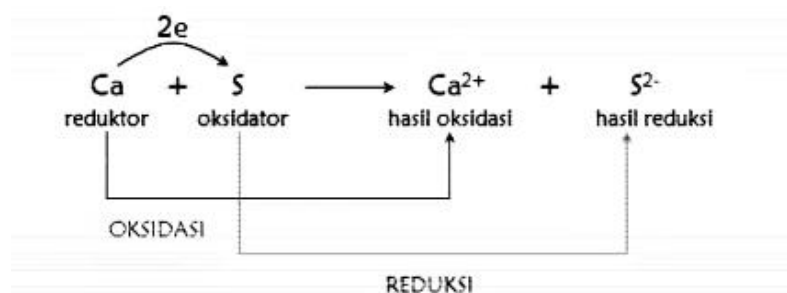 2e
Ca + S Ca²⁺ + S²⁻
reduktor oksidator hasil oksidasi hasil reduksi
OKSIDASI
REDUKSI